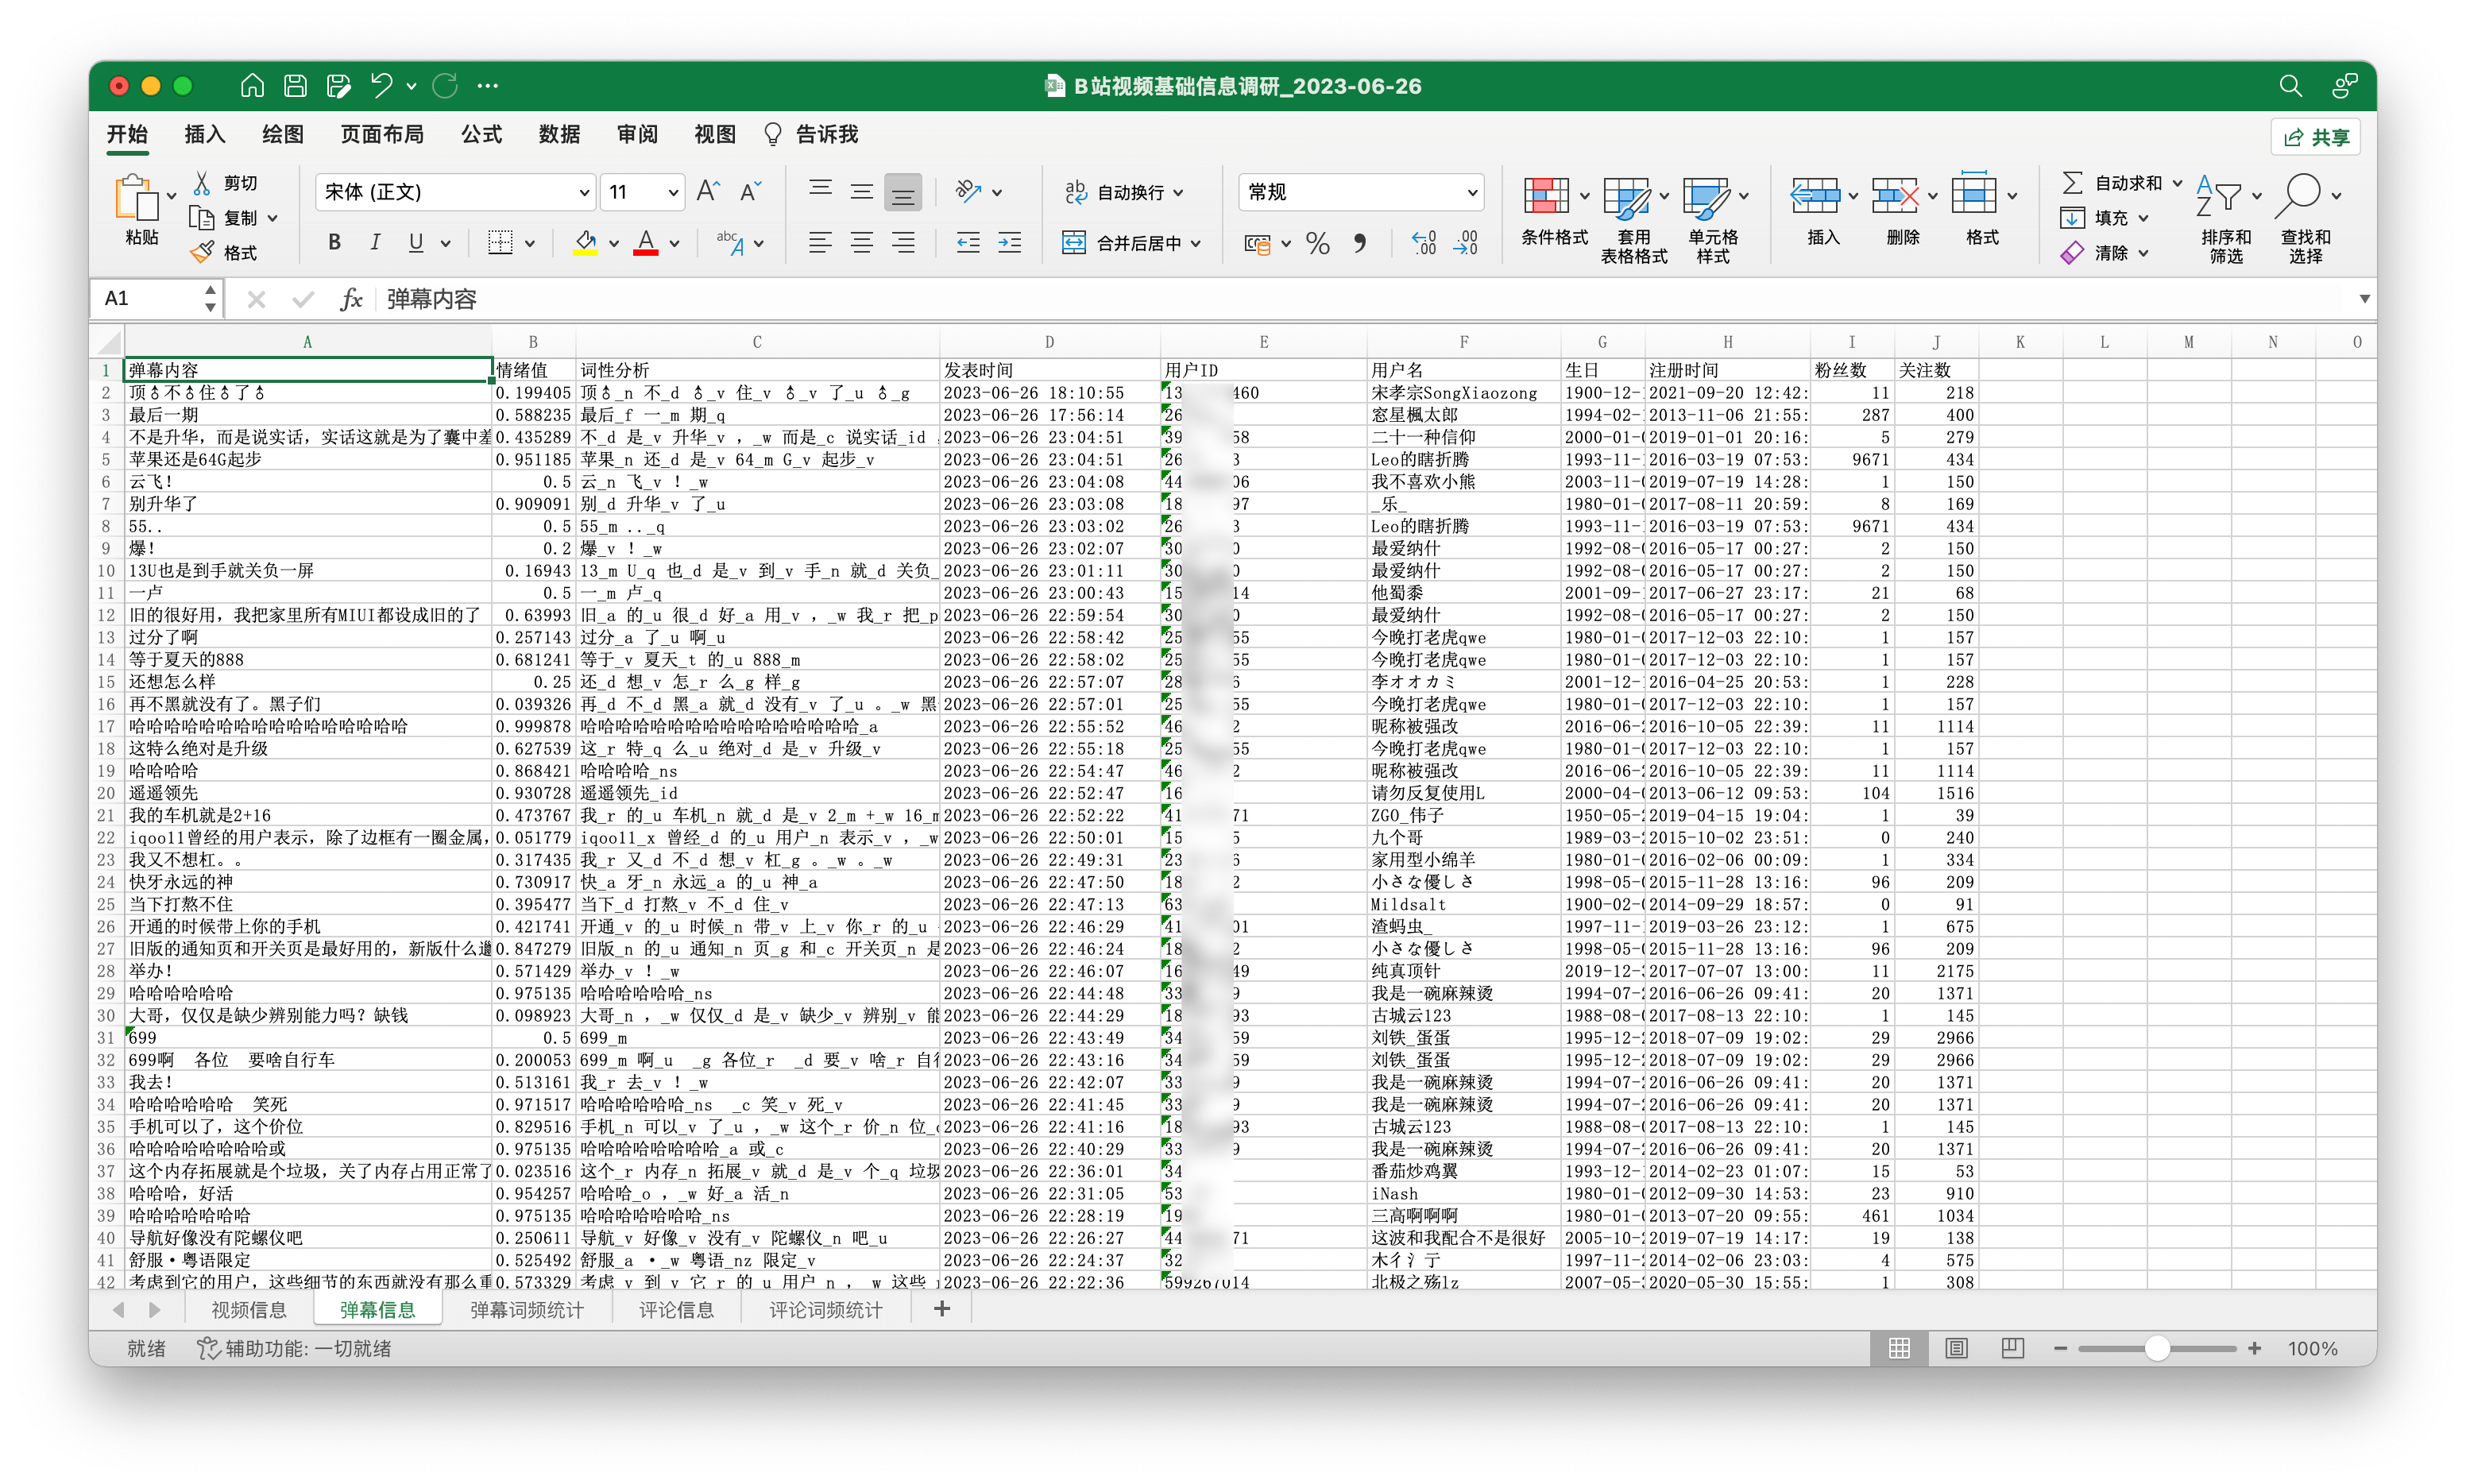 B站视频基础信息调研_2023-06-26
开始 插入 绘图 页面布局 公式 数据 审阅 视图 告诉我 共享
粘贴 剪切 复制 格式
宋体 (正文) 11
自动换行 合并后居中
常规
条件格式 套用表格格式 单元格样式 插入 删除 格式
自动求和 填充 清除 排序和筛选 查找和选择
A1 fx 弹幕内容
A B C D E F G H I J K L M N O
1 弹幕内容 情绪值 词性分析 发表时间 用户ID 用户名 生日 注册时间 粉丝数 关注数
2 顶♂不♂住♂了♂ 0.199405 顶♂_n 不_d ♂_v 住_v ♂_v 了_u ♂_g 2023-06-26 18:10:55 13 460 宋孝宗SongXiaozong 1900-12- 2021-09-20 12:42: 11 218
3 最后一期 0.588235 最后_f 一_m 期_q 2023-06-26 17:56:14 26 窓星楓太郎 1994-02- 2013-11-06 21:55: 287 400
4 不是升华，而是说实话，实话这就是为了囊中羞 0.435289 不_d 是_v 升华_v ，_w 而是_c 说实话_id 2023-06-26 23:04:51 39 58 二十一种信仰 2000-01- 2019-01-01 20:16: 5 279
5 苹果还是64G起步 0.951185 苹果_n 还_d 是_v 64_m G_v 起步_v 2023-06-26 23:04:51 26 3 Leo的瞎折腾 1993-11- 2016-03-19 07:53: 9671 434
6 云飞！ 0.5 云_n 飞_v ！_w 2023-06-26 23:04:08 44 06 我不喜欢小熊 2003-11- 2019-07-19 14:28: 1 150
7 别升华了 0.909091 别_d 升华_v 了_u 2023-06-26 23:03:08 18 97 _乐_ 1980-01- 2017-08-11 20:59: 8 169
8 55.. 0.5 55_m .._q 2023-06-26 23:03:02 26 3 Leo的瞎折腾 1993-11- 2016-03-19 07:53: 9671 434
9 爆！ 0.2 爆_v ！_w 2023-06-26 23:02:07 30 0 最爱纳什 1992-08- 2016-05-17 00:27: 2 150
10 13U也是到手就关负一屏 0.16943 13_m U_q 也_d 是_v 到_v 手_n 就_d 关负_ 2023-06-26 23:01:11 30 0 最爱纳什 1992-08- 2016-05-17 00:27: 2 150
11 一卢 0.5 一_m 卢_q 2023-06-26 23:00:43 15 14 他蜀黍 2001-09- 2017-06-27 23:17: 21 68
12 旧的很好用，我把家里所有MIUI都设成旧的了 0.63993 旧_a 的_u 很_d 好_a 用_v ，_w 我_r 把_p 2023-06-26 22:59:54 30 0 最爱纳什 1992-08- 2016-05-17 00:27: 2 150
13 过分了啊 0.257143 过分_a 了_u 啊_u 2023-06-26 22:58:42 25 55 今晚打老虎qwe 1980-01- 2017-12-03 22:10: 1 157
14 等于夏天的888 0.681241 等于_v 夏天_t 的_u 888_m 2023-06-26 22:58:02 25 55 今晚打老虎qwe 1980-01- 2017-12-03 22:10: 1 157
15 还想怎么样 0.25 还_d 想_v 怎_r 么_g 样_g 2023-06-26 22:57:07 28 6 李オオカミ 2001-12- 2016-04-25 20:53: 1 228
16 再不黑就没有了。黑子们 0.039326 再_d 不_d 黑_a 就_d 没有_v 了_u 。_w 黑 2023-06-26 22:57:01 25 55 今晚打老虎qwe 1980-01- 2017-12-03 22:10: 1 157
17 哈哈哈哈哈哈哈哈哈哈哈哈哈哈哈哈 0.999878 哈哈哈哈哈哈哈哈哈哈哈哈哈哈哈哈_a 2023-06-26 22:55:52 46 2 昵称被强改 2016-06- 2016-10-05 22:39: 11 1114
18 这特么绝对是升级 0.627539 这_r 特_q 么_u 绝对_d 是_v 升级_v 2023-06-26 22:55:18 25 55 今晚打老虎qwe 1980-01- 2017-12-03 22:10: 1 157
19 哈哈哈哈 0.868421 哈哈哈哈_ns 2023-06-26 22:54:47 46 2 昵称被强改 2016-06- 2016-10-05 22:39: 11 1114
20 遥遥领先 0.930728 遥遥领先_id 2023-06-26 22:52:47 16 请勿反复使用L 2000-04- 2013-06-12 09:53: 104 1516
21 我的车机就是2+16 0.473767 我_r 的_u 车机_n 就_d 是_v 2_m +_w 16_m 2023-06-26 22:52:22 41 71 ZGO_伟子 1950-05- 2019-04-15 19:04: 1 39
22 iqoo11曾经的用户表示，除了边框有一圈金属， 0.051779 iqoo11_x 曾经_d 的_u 用户_n 表示_v ，_w 2023-06-26 22:50:01 15 5 九个哥 1989-03- 2015-10-02 23:51: 0 240
23 我又不想杠。。 0.317435 我_r 又_d 不_d 想_v 杠_g 。_w 。_w 2023-06-26 22:49:31 23 6 家用型小绵羊 1980-01- 2016-02-06 00:09: 1 334
24 快牙永远的神 0.730917 快_a 牙_n 永远_a 的_u 神_a 2023-06-26 22:47:50 18 2 小さな優しさ 1998-05- 2015-11-28 13:16: 96 209
25 当下打熬不住 0.395477 当下_d 打熬_v 不_d 住_v 2023-06-26 22:47:13 63 Mildsalt 1900-02- 2014-09-29 18:57: 0 91
26 开通的时候带上你的手机 0.421741 开通_v 的_u 时候_n 带_v 上_v 你_r 的_u 2023-06-26 22:46:29 41 01 渣蚂虫_ 1997-11- 2019-03-26 23:12: 1 675
27 旧版的通知页和开关页是最好用的，新版什么邋 0.847279 旧版_n 的_u 通知_n 页_g 和_c 开关页_n 是 2023-06-26 22:46:24 18 2 小さな優しさ 1998-05- 2015-11-28 13:16: 96 209
28 举办！ 0.571429 举办_v ！_w 2023-06-26 22:46:07 16 49 纯真顶针 2019-12- 2017-07-07 13:00: 11 2175
29 哈哈哈哈哈哈 0.975135 哈哈哈哈哈哈_ns 2023-06-26 22:44:48 33 9 我是一碗麻辣烫 1994-07- 2016-06-26 09:41: 20 1371
30 大哥，仅仅是缺少辨别能力吗？缺钱 0.098923 大哥_n ，_w 仅仅_d 是_v 缺少_v 辨别_v 能 2023-06-26 22:44:29 18 93 古城云123 1988-08- 2017-08-13 22:10: 1 145
31 699 0.5 699_m 2023-06-26 22:43:49 34 59 刘铁_蛋蛋 1995-12- 2018-07-09 19:02: 29 2966
32 699啊 各位 要啥自行车 0.200053 699_m 啊_u _g 各位_r _d 要_v 啥_r 自行 2023-06-26 22:43:16 34 59 刘铁_蛋蛋 1995-12- 2018-07-09 19:02: 29 2966
33 我去！ 0.513161 我_r 去_v ！_w 2023-06-26 22:42:07 33 9 我是一碗麻辣烫 1994-07- 2016-06-26 09:41: 20 1371
34 哈哈哈哈哈哈 笑死 0.971517 哈哈哈哈哈哈_ns _c 笑_v 死_v 2023-06-26 22:41:45 33 9 我是一碗麻辣烫 1994-07- 2016-06-26 09:41: 20 1371
35 手机可以了，这个价位 0.829516 手机_n 可以_v 了_u ，_w 这个_r 价_n 位_ 2023-06-26 22:41:16 18 93 古城云123 1988-08- 2017-08-13 22:10: 1 145
36 哈哈哈哈哈哈哈哈或 0.975135 哈哈哈哈哈哈哈哈_a 或_c 2023-06-26 22:40:29 33 9 我是一碗麻辣烫 1994-07- 2016-06-26 09:41: 20 1371
37 这个内存拓展就是个垃圾，关了内存占用正常了 0.023516 这个_r 内存_n 拓展_v 就_d 是_v 个_q 垃圾 2023-06-26 22:36:01 34 番茄炒鸡翼 1993-12- 2014-02-23 01:07: 15 53
38 哈哈哈，好活 0.954257 哈哈哈_o ，_w 好_a 活_n 2023-06-26 22:31:05 53 iNash 1980-01- 2012-09-30 14:53: 23 910
39 哈哈哈哈哈哈哈 0.975135 哈哈哈哈哈哈哈_ns 2023-06-26 22:28:19 19 三高啊啊啊 1980-01- 2013-07-20 09:55: 461 1034
40 导航好像没有陀螺仪吧 0.250611 导航_v 好像_v 没有_v 陀螺仪_n 吧_u 2023-06-26 22:26:27 44 71 这波和我配合不是很好 2005-10- 2019-07-19 14:17: 19 138
41 舒服·粤语限定 0.525492 舒服_a ·_w 粤语_nz 限定_v 2023-06-26 22:24:37 32 木彳氵亍 1997-11- 2014-02-06 23:03: 4 575
42 考虑到它的用户，这些细节的东西就没有那么重 0.573329 考虑_v 到_v 它_r 的_u 用户_n ，_w 这些_ 2023-06-26 22:22:36 599267014 北极之殇lz 2007-05- 2020-05-30 15:55: 1 308
视频信息 弹幕信息 弹幕词频统计 评论信息 评论词频统计 +
就绪 辅助功能: 一切就绪 100%